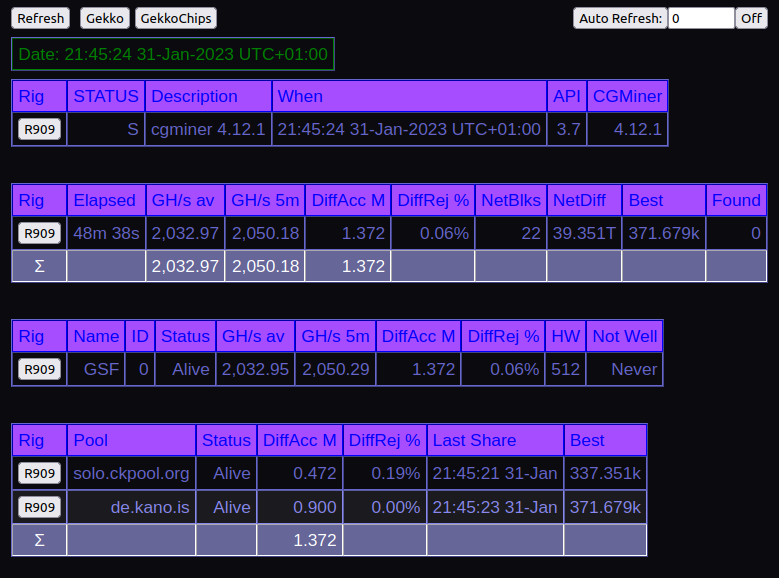 Refresh Gekko GekkoChips Auto Refresh: 0 Off
Date: 21:45:24 31-Jan-2023 UTC+01:00
Rig STATUS Description When API CGMiner
R909 S cgminer 4.12.1 21:45:24 31-Jan-2023 UTC+01:00 3.7 4.12.1
Rig Elapsed GH/s av GH/s 5m DiffAcc M DiffRej % NetBlks NetDiff Best Found
R909 48m 38s 2,032.97 2,050.18 1.372 0.06% 22 39.351T 371.679k 0
Σ 2,032.97 2,050.18 1.372
Rig Name ID Status GH/s av GH/s 5m DiffAcc M DiffRej % HW Not Well
R909 GSF 0 Alive 2,032.95 2,050.29 1.372 0.06% 512 Never
Rig Pool Status DiffAcc M DiffRej % Last Share Best
R909 solo.ckpool.org Alive 0.472 0.19% 21:45:21 31-Jan 337.351k
R909 de.kano.is Alive 0.900 0.00% 21:45:23 31-Jan 371.679k
Σ 1.372